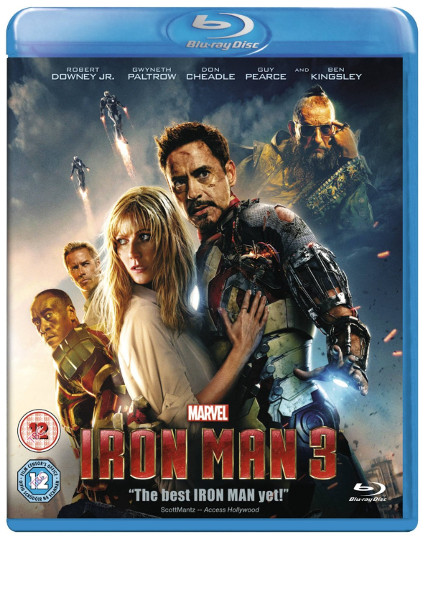 Blu-ray Disc
ROBERT DOWNEY JR. GWYNETH PALTROW DON CHEADLE GUY PEARCE AND BEN KINGSLEY
MARVEL
IRON MAN 3
12
12
"The best IRON MAN yet!"
ScottMantz -- Access Hollywood
Blu-ray Disc